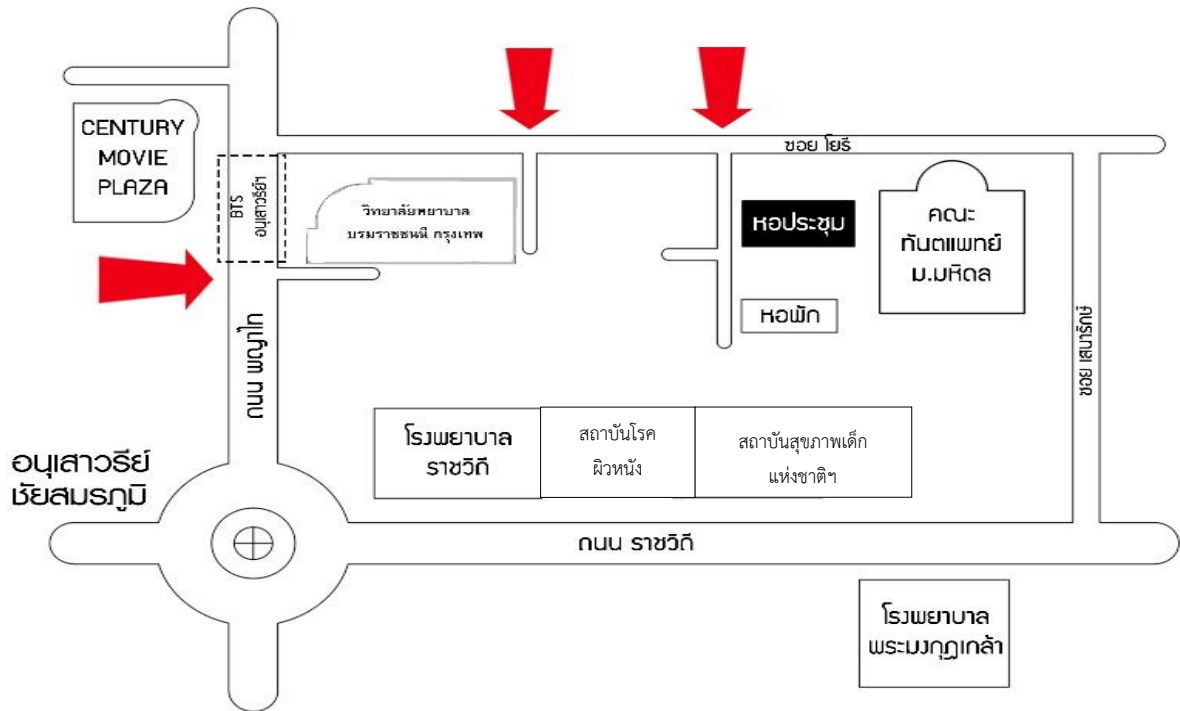 CENTURY
MOVIE
PLAZA
BTS
อนุเสาวรีย์ฯ
วิทยาลัยพยาบาล
บรมราชชนนี กรุงเทพ
ซอย โยธี
หอประชุม
คณะ
ทันตแพทย์
ม.มหิดล
หอพัก
ถนน พญาไท
ซอย เสนารักษ์
โรงพยาบาล
ราชวิถี
สถาบันโรค
ผิวหนัง
สถาบันสุขภาพเด็ก
แห่งชาติฯ
อนุเสาวรีย์
ชัยสมรภูมิ
ถนน ราชวิถี
โรงพยาบาล
พระมงกุฎเกล้า